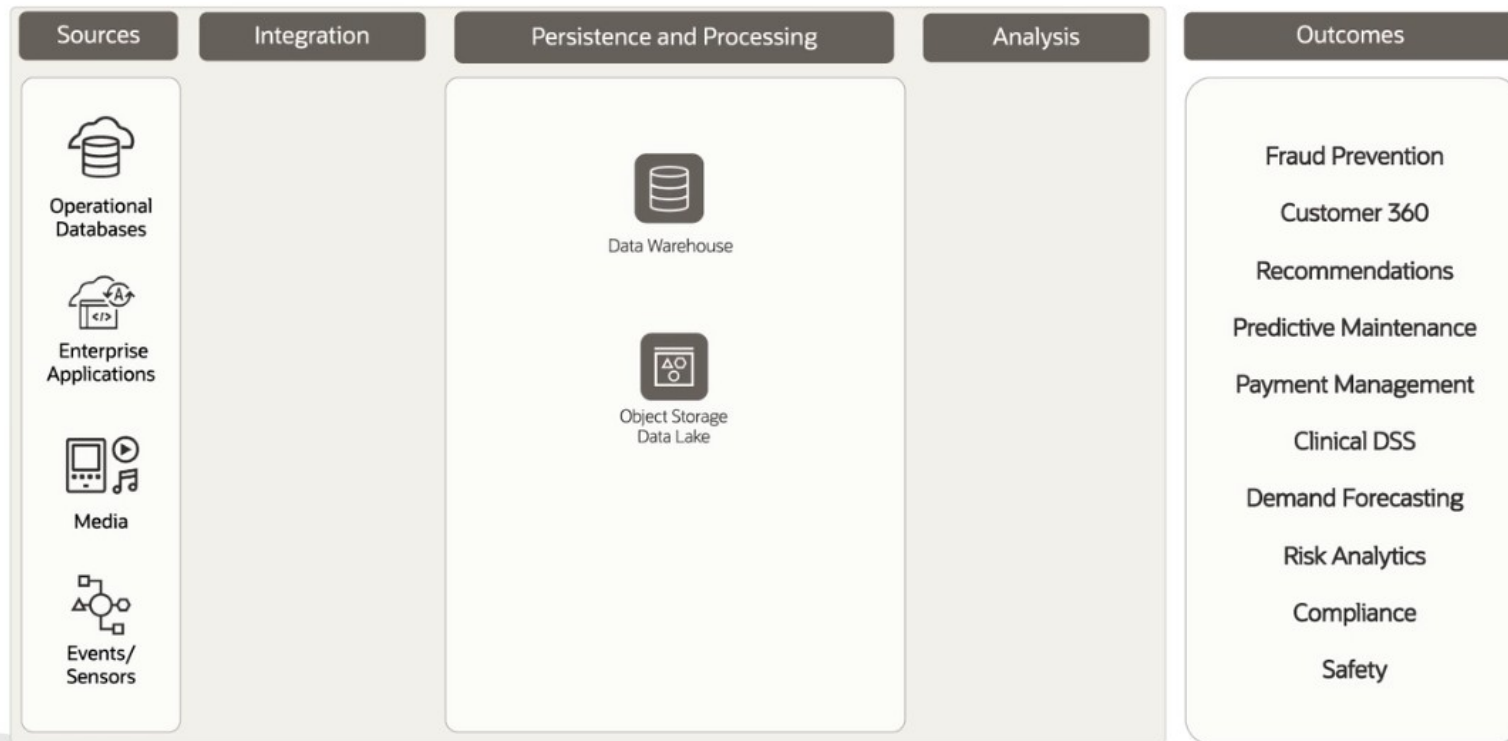 Sources
Integration
Persistence and Processing
Analysis
Outcomes
Operational
Databases
A
</>
Enterprise
Applications
Media
Events/
Sensors
Data Warehouse
Object Storage
Data Lake
Fraud Prevention
Customer 360
Recommendations
Predictive Maintenance
Payment Management
Clinical DSS
Demand Forecasting
Risk Analytics
Compliance
Safety